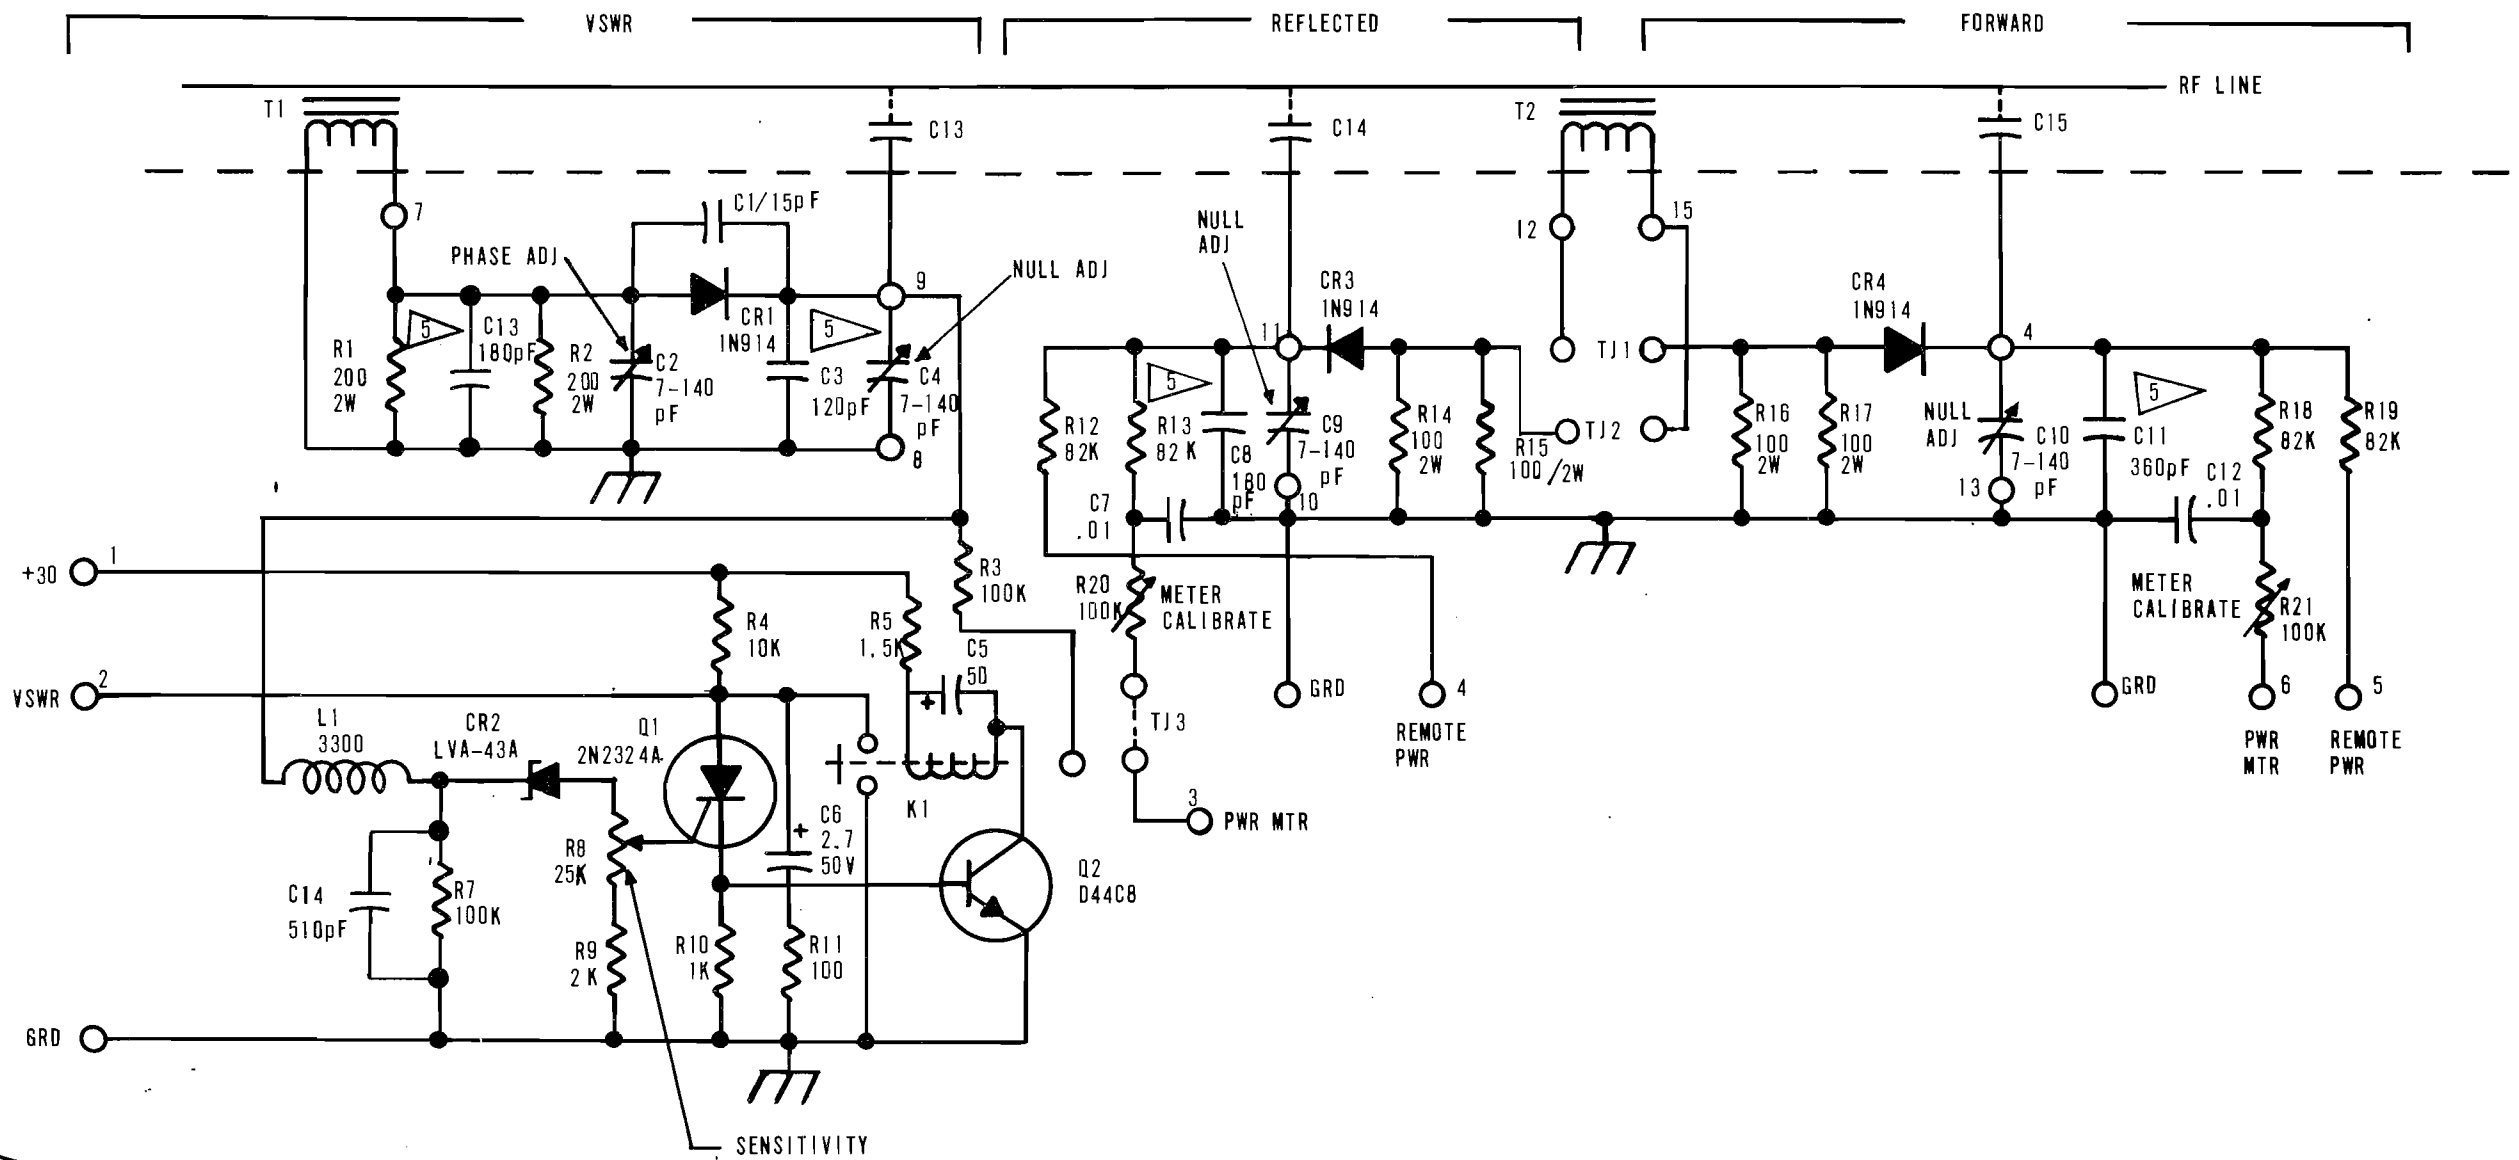 VSWR
REFLECTED
FORWARD
RF LINE
T1
C13
C14
T2
C15
7
C1/15pF
NULL
ADJ
12
15
PHASE ADJ
9
NULL ADJ
5
C13
180pF
R1
200
2W
R2
200
2W
C2
7-140
pF
CR1
1N914
5
C3
120pF
C4
7-140
pF
8
CR3
1N914
11
5
R12
82K
R13
82K
C8
180
pF
C9
7-140
pF
10
R14
100
2W
R15
100/2W
TJ1
TJ2
CR4
1N914
4
R16
100
2W
R17
100
2W
NULL
ADJ
C10
7-140
pF
13
5
C11
360pF
C12
.01
R18
82K
R19
82K
C7
.01
+30
1
R3
100K
R4
10K
R5
1.5K
C5
50
R20
100K
METER
CALIBRATE
METER
CALIBRATE
R21
100K
VSWR
2
L1
3300
CR2
LVA-43A
Q1
2N2324A
K1
TJ3
GRD
4
REMOTE
PWR
GRD
6
PWR
MTR
5
REMOTE
PWR
3
PWR MTR
R8
25K
C6
+
2.7
50V
+
Q2
D44C8
C14
510pF
R7
100K
R9
2K
R10
1K
R11
100
GRD
SENSITIVITY